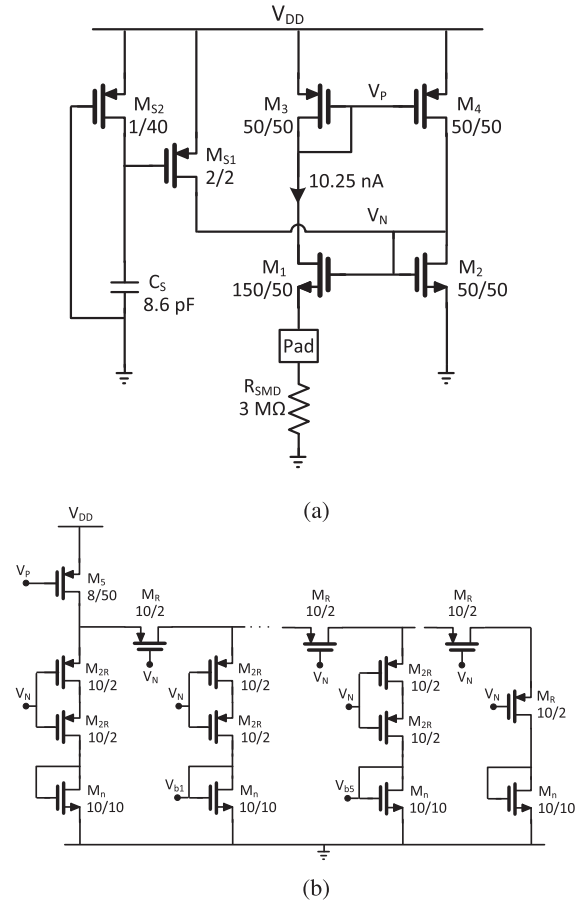 V_DD
M_S2
1/40
M_S1
2/2
M_3
50/50
V_P
M_4
50/50
10.25 nA
V_N
C_S
8.6 pF
M_1
150/50
M_2
50/50
Pad
R_SMD
3 MΩ
(a)
V_DD
V_P
M_5
8/50
M_R
10/2
V_N
M_R
10/2
V_N
M_R
10/2
V_N
V_N
M_2R
10/2
M_2R
10/2
V_N
M_2R
10/2
M_2R
10/2
V_N
M_2R
10/2
M_2R
10/2
V_N
M_R
10/2
M_n
10/10
V_b1
M_n
10/10
V_b5
M_n
10/10
M_n
10/10
(b)